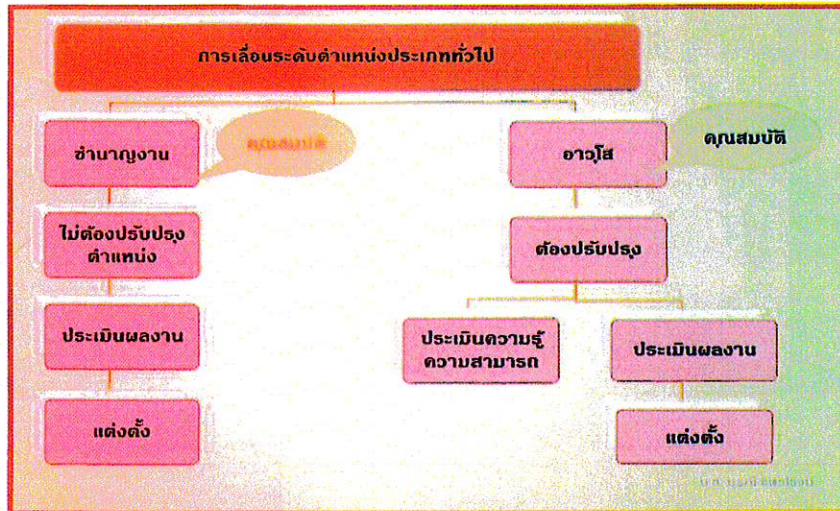 การเลื่อนระดับตำแหน่งประเภททั่วไป
ชำนาญงาน
คุณสมบัติ
ไม่ต้องปรับปรุง
ตำแหน่ง
ประเมินผลงาน
แต่งตั้ง
อาวุโส
คุณสมบัติ
ต้องปรับปรุง
ประเมินความรู้
ความสามารถ
ประเมินผลงาน
แต่งตั้ง